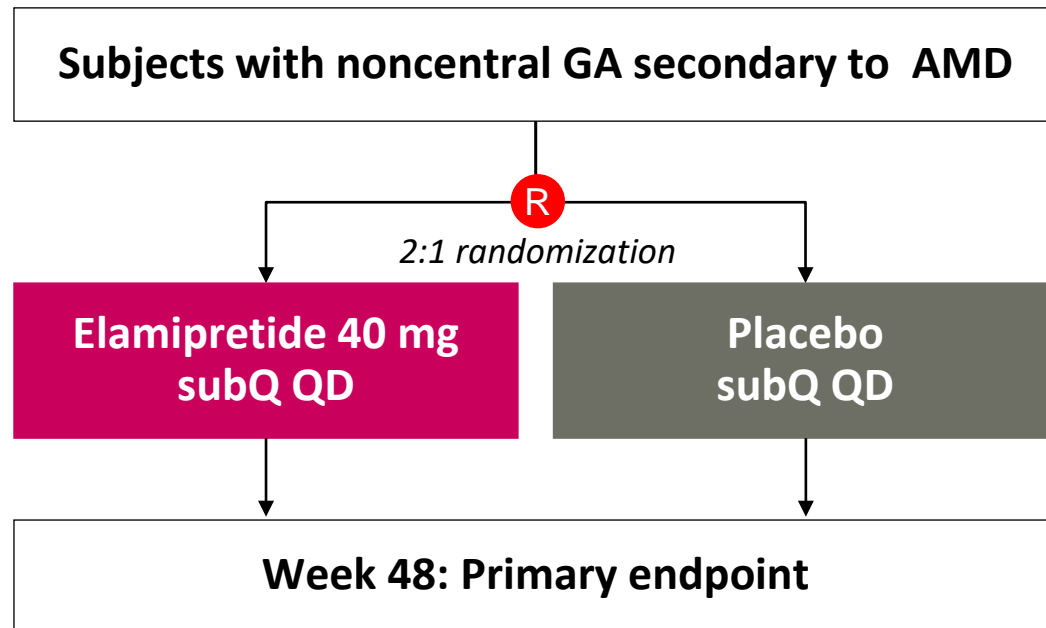 Subjects with noncentral GA secondary to AMD
R
2:1 randomization
Elamipretide 40 mg
subQ QD
Placebo
subQ QD
Week 48: Primary endpoint